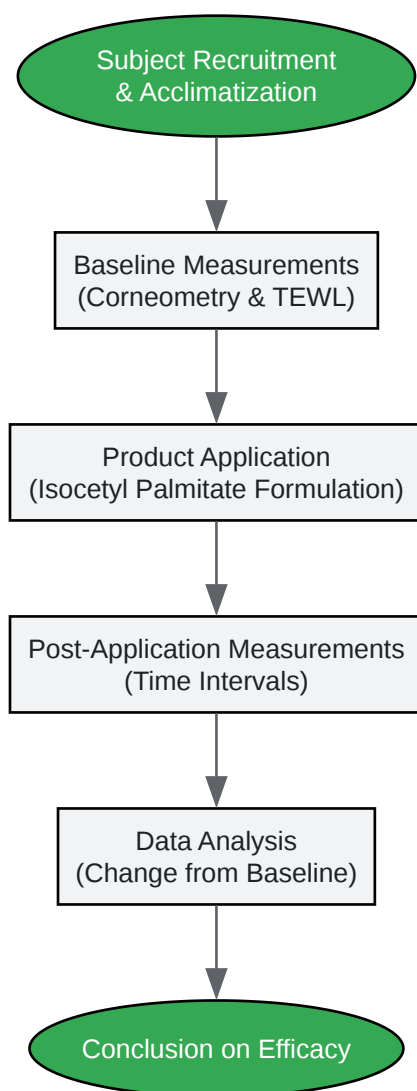 Subject Recruitment
& Acclimatization
Baseline Measurements
(Corneometry & TEWL)
Product Application
(Isocetyl Palmitate Formulation)
Post-Application Measurements
(Time Intervals)
Data Analysis
(Change from Baseline)
Conclusion on Efficacy